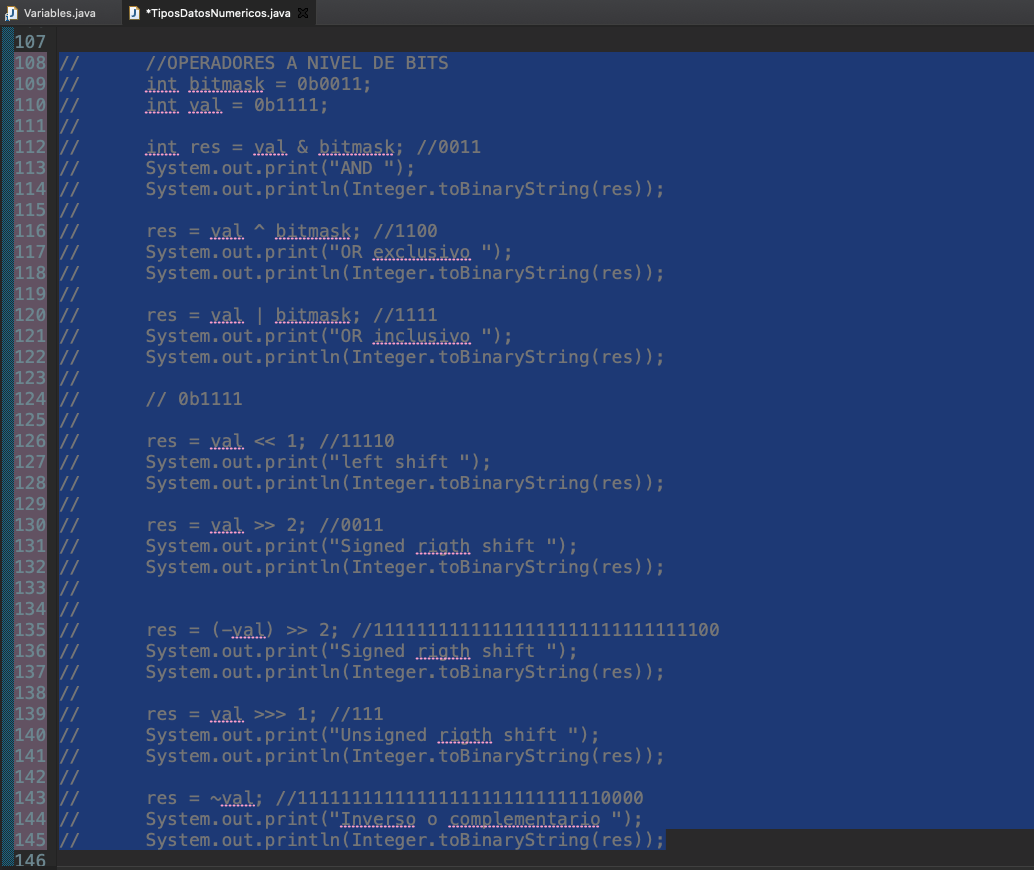 Variables.java
*TiposDatosNumericos.java
107
108 // //OPERADORES A NIVEL DE BITS
109 // int bitmask = 0b0011;
110 // int val = 0b1111;
111 //
112 // int res = val & bitmask; //0011
113 // System.out.print("AND ");
114 // System.out.println(Integer.toBinaryString(res));
115 //
116 // res = val ^ bitmask; //1100
117 // System.out.print("OR exclusivo ");
118 // System.out.println(Integer.toBinaryString(res));
119 //
120 // res = val | bitmask; //1111
121 // System.out.print("OR inclusivo ");
122 // System.out.println(Integer.toBinaryString(res));
123 //
124 // // 0b1111
125 //
126 // res = val << 1; //11110
127 // System.out.print("left shift ");
128 // System.out.println(Integer.toBinaryString(res));
129 //
130 // res = val >> 2; //0011
131 // System.out.print("Signed rigth shift ");
132 // System.out.println(Integer.toBinaryString(res));
133 //
134 //
135 // res = (-val) >> 2; //11111111111111111111111111111100
136 // System.out.print("Signed rigth shift ");
137 // System.out.println(Integer.toBinaryString(res));
138 //
139 // res = val >>> 1; //111
140 // System.out.print("Unsigned rigth shift ");
141 // System.out.println(Integer.toBinaryString(res));
142 //
143 // res = ~val; //11111111111111111111111111110000
144 // System.out.print("Inverso o complementario ");
145 // System.out.println(Integer.toBinaryString(res));
146